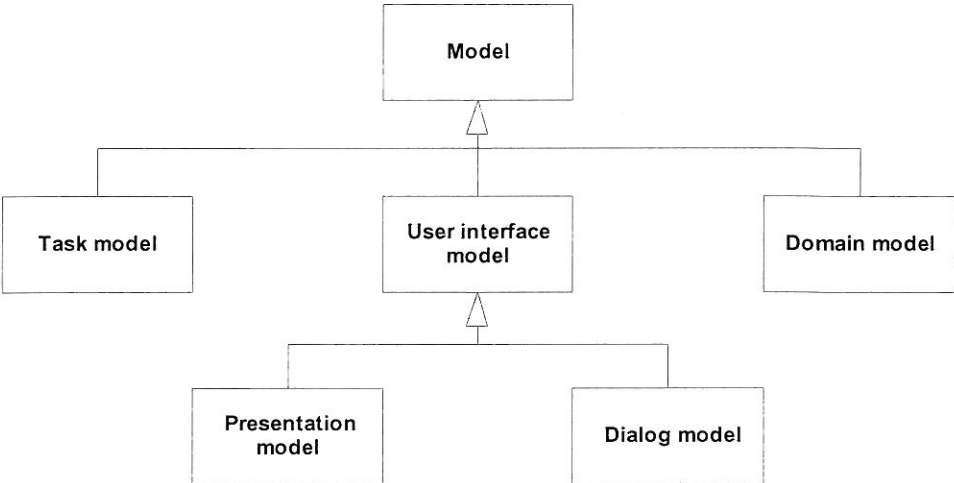 Model
Task model
User interface
model
Domain model
Presentation
model
Dialog model